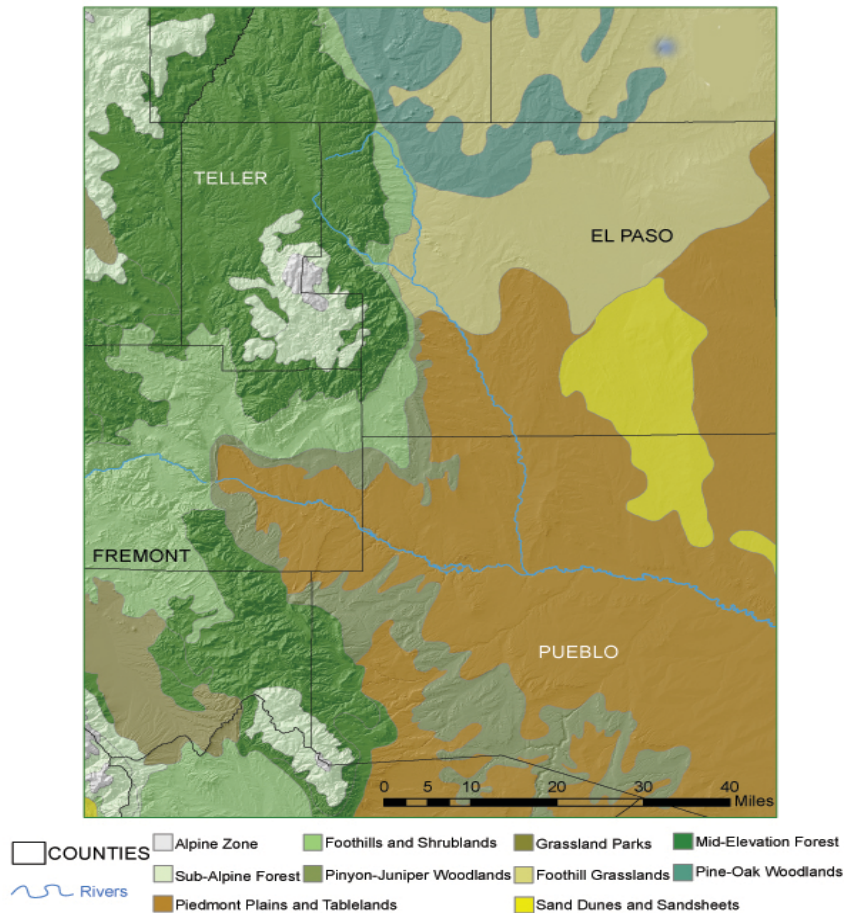 TELLER
EL PASO
FREMONT
PUEBLO
0 5 10 20 30 40
Miles
COUNTIES
Rivers
Alpine Zone
Foothills and Shrublands
Grassland Parks
Mid-Elevation Forest
Sub-Alpine Forest
Pinyon-Juniper Woodlands
Foothill Grasslands
Pine-Oak Woodlands
Piedmont Plains and Tablelands
Sand Dunes and Sandsheets